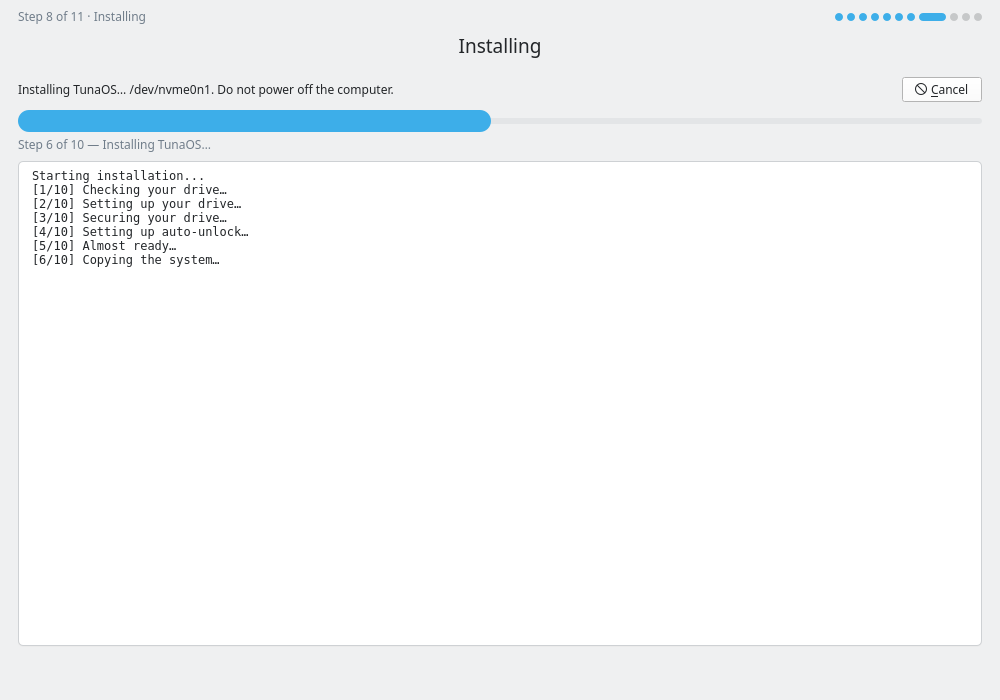 Step 8 of 11 · Installing
Installing
Installing TunaOS... /dev/nvme0n1. Do not power off the computer.
Cancel
Step 6 of 10 — Installing TunaOS...
Starting installation...
[1/10] Checking your drive…
[2/10] Setting up your drive…
[3/10] Securing your drive…
[4/10] Setting up auto-unlock…
[5/10] Almost ready…
[6/10] Copying the system…